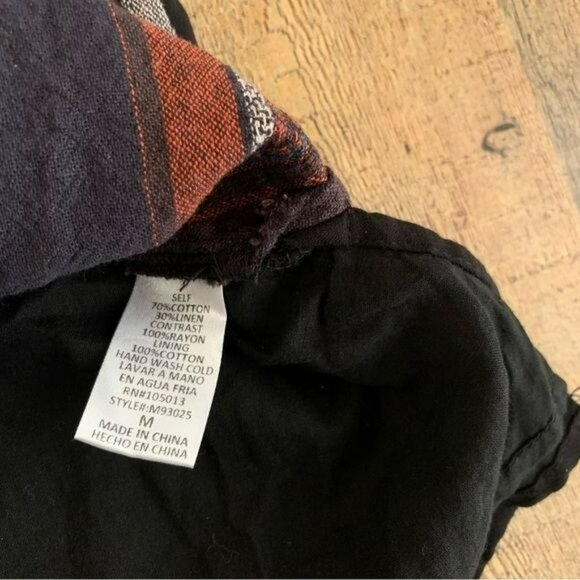 SELF
70%COTTON
30%LINEN
CONTRAST
100%RAYON
LINING
100%COTTON
HAND WASH COLD
LAVAR A MANO
EN AGUA FRIA
RN#105013
STYLE#:M93025
M
MADE IN CHINA
HECHO EN CHINA